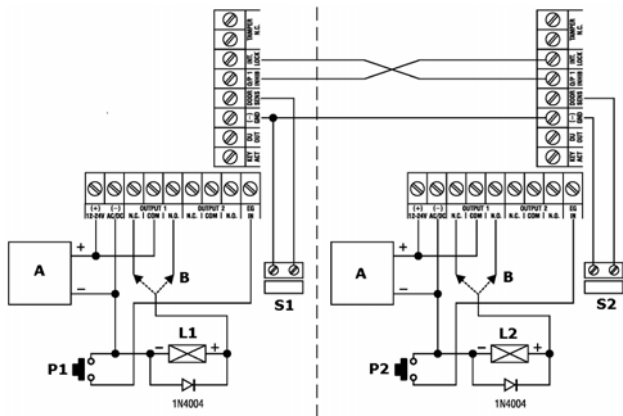 TAMPER N.C.
INT. LOCK
O/P 1 INHIB
DOOR SENS
(-) GND
DU OUT
KEY ACT
TAMPER N.C.
INT. LOCK
O/P 1 INHIB
DOOR SENS
(-) GND
DU OUT
KEY ACT
(+) (-) OUTPUT 1 OUTPUT 2 EG
12-24V AC/DC N.C. COM N.O. N.C. COM N.O. IN
(+) (-) OUTPUT 1 OUTPUT 2 EG
12-24V AC/DC N.C. COM N.O. N.C. COM N.O. IN
A + − B S1
A + − B S2
P1 − L1 +
1N4004
P2 − L2 +
1N4004